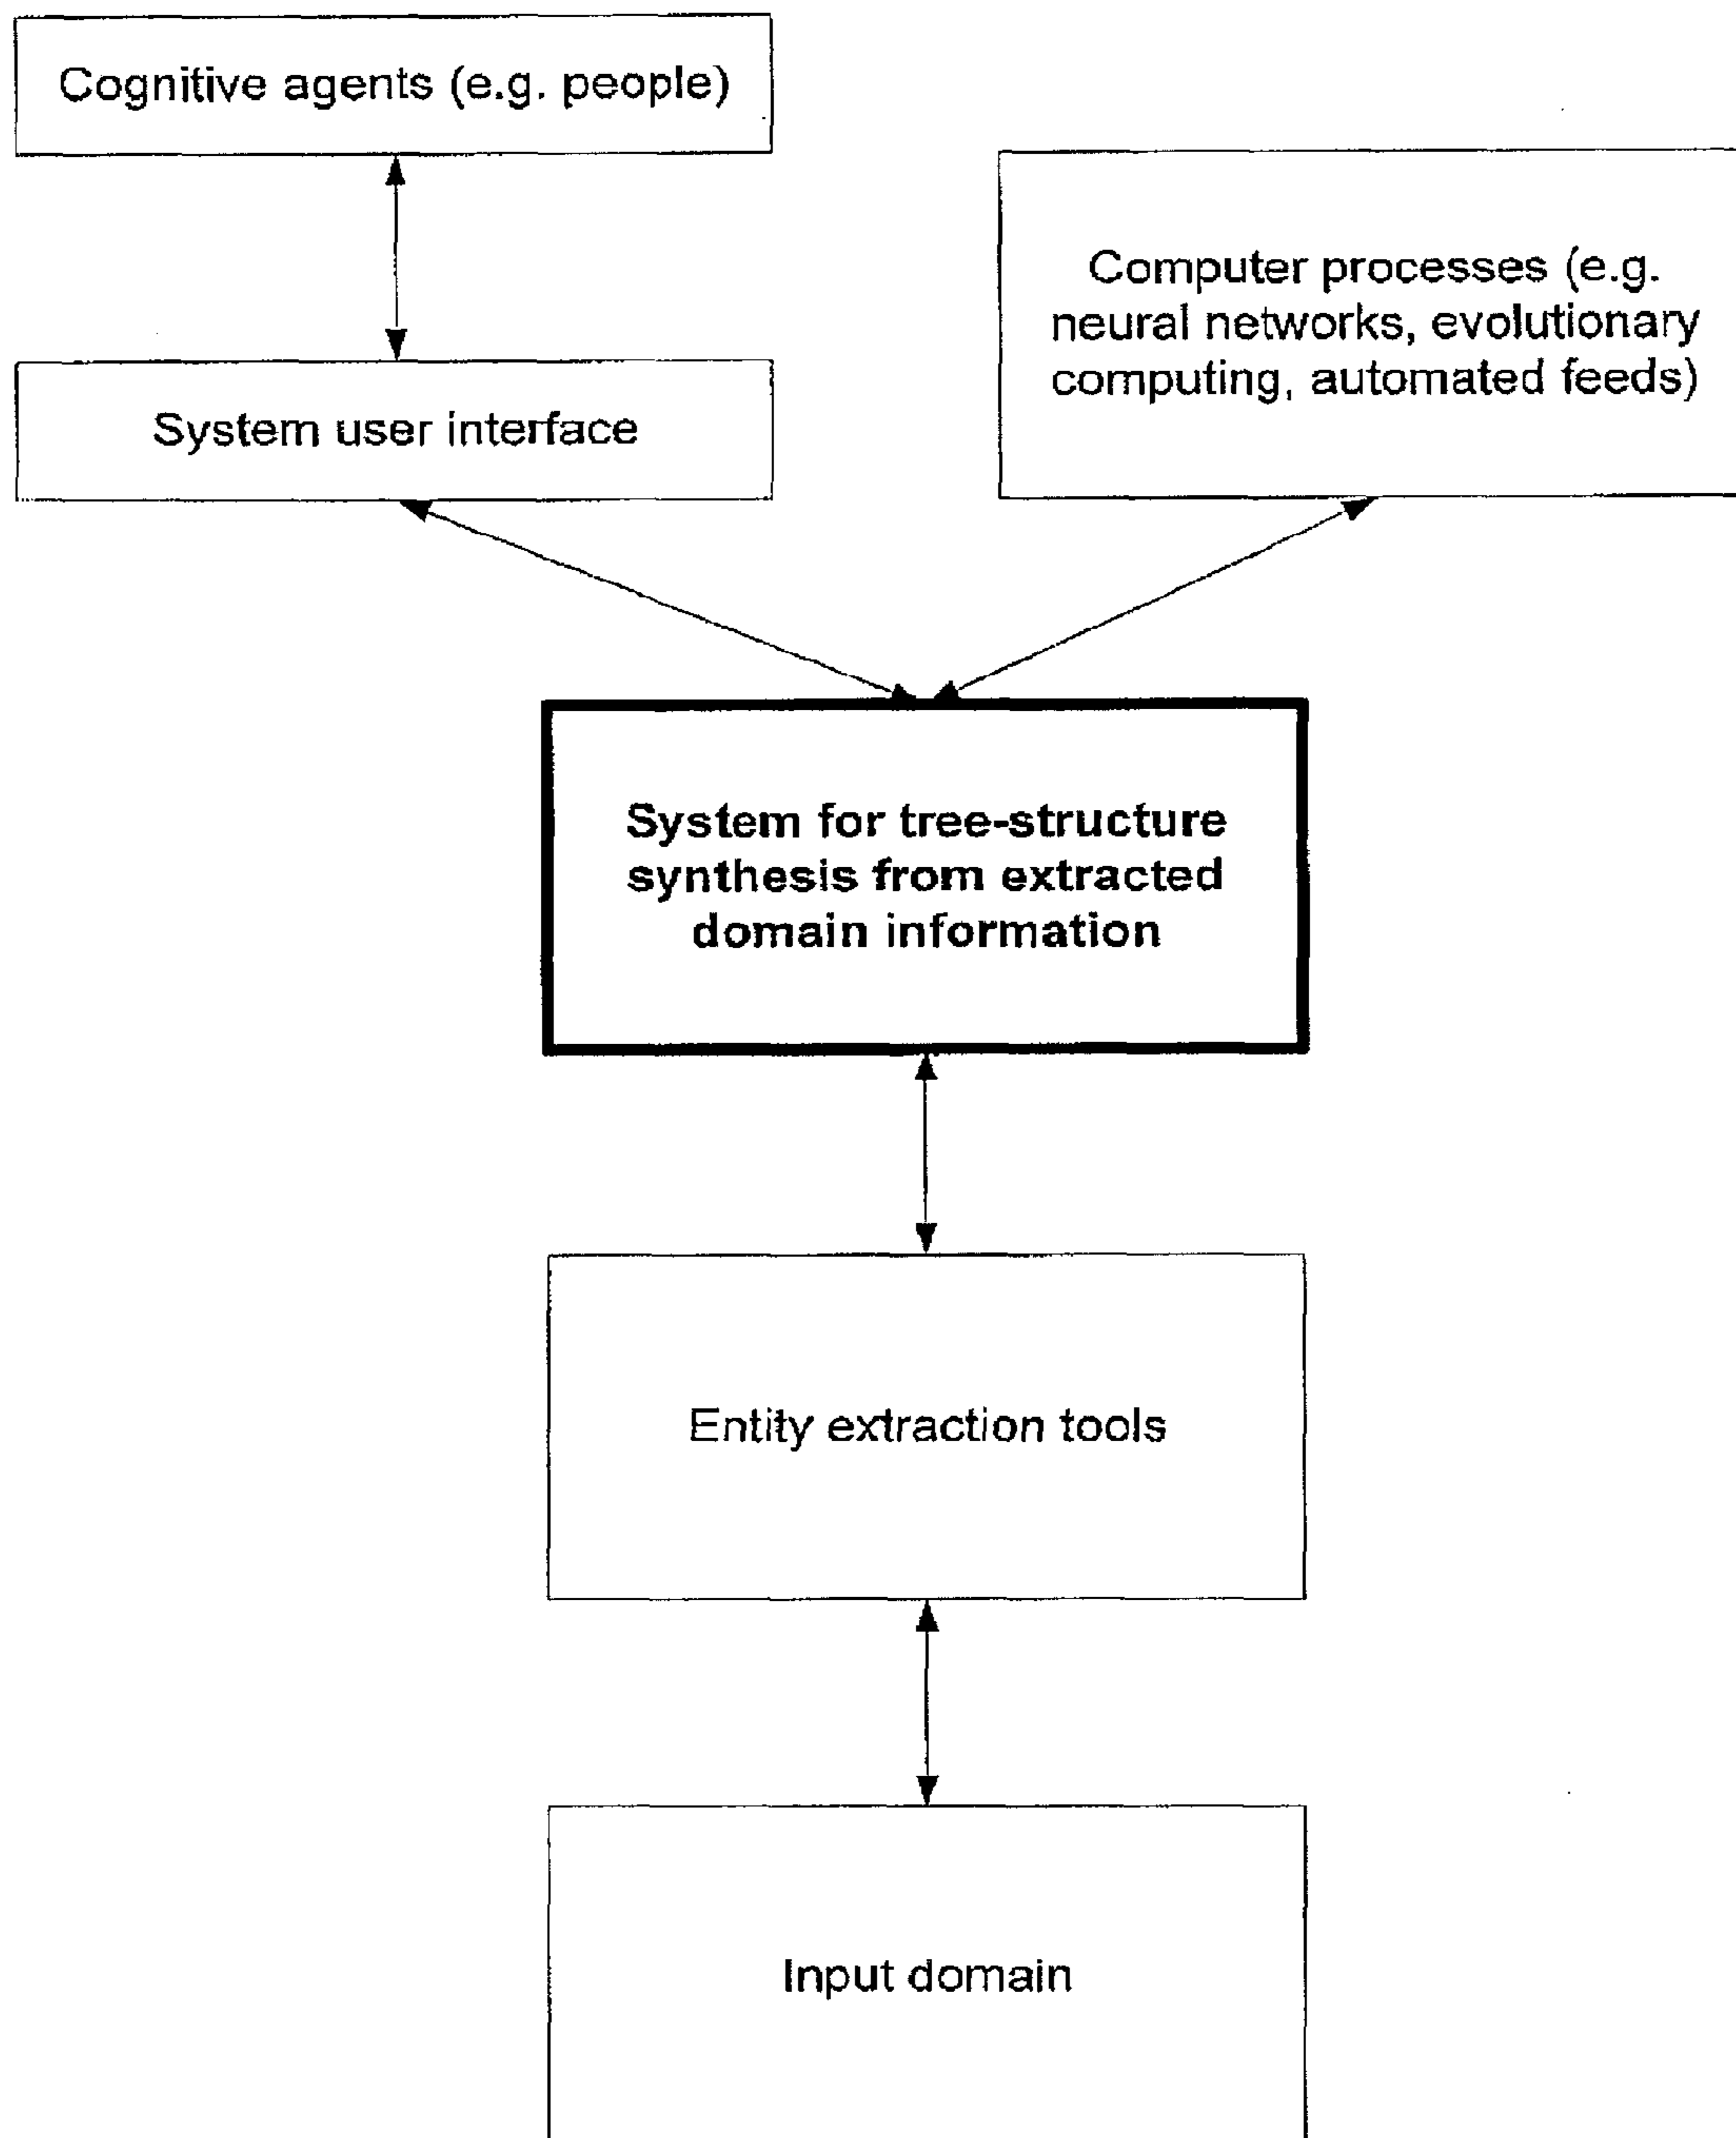 Cognitive agents (e.g. people)
Computer processes (e.g.
neural networks, evolutionary
computing, automated feeds)
System user interface
System for tree-structure
synthesis from extracted
domain information
Entity extraction tools
Input domain